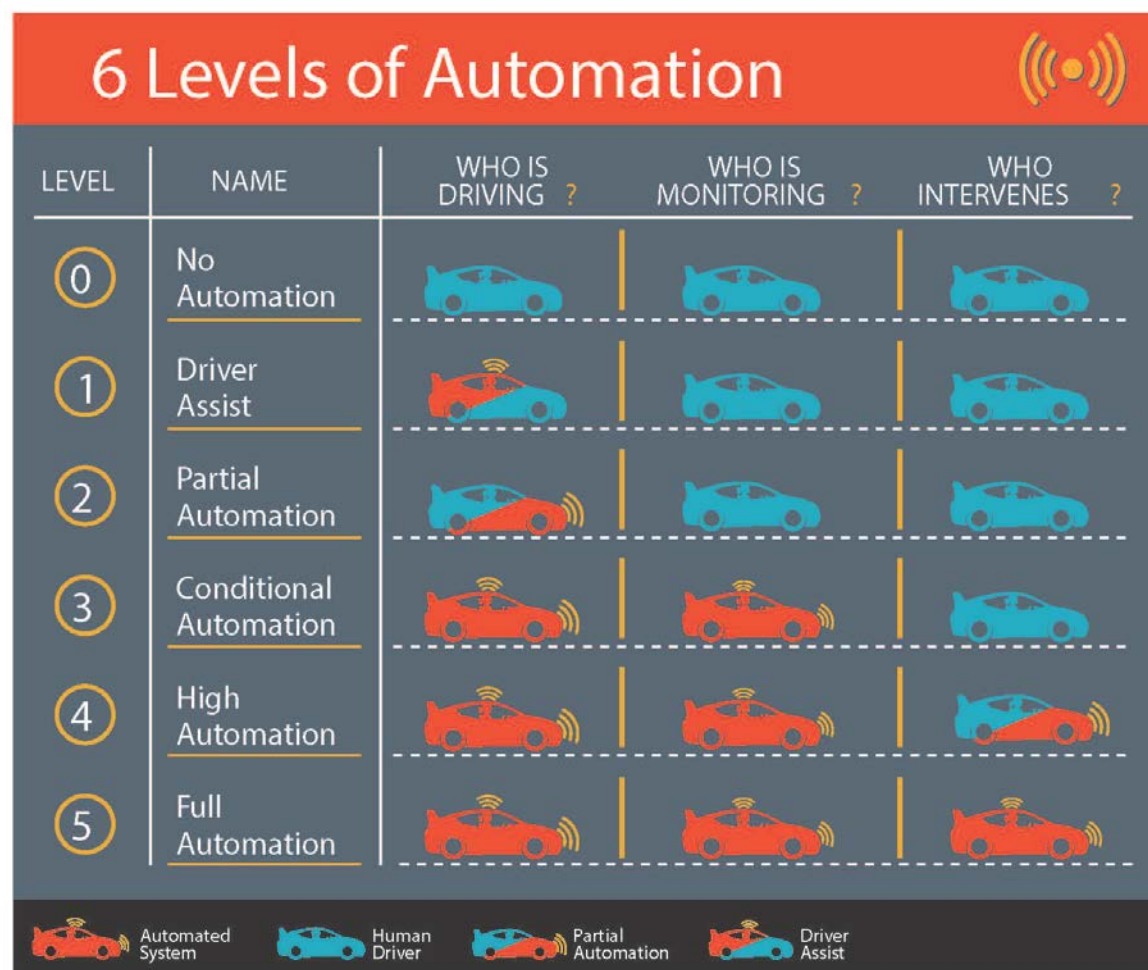 6 Levels of Automation
LEVEL
NAME
WHO IS
DRIVING ?
WHO IS
MONITORING ?
WHO
INTERVENES ?
0
No
Automation
1
Driver
Assist
2
Partial
Automation
3
Conditional
Automation
4
High
Automation
5
Full
Automation
Automated
System
Human
Driver
Partial
Automation
Driver
Assist